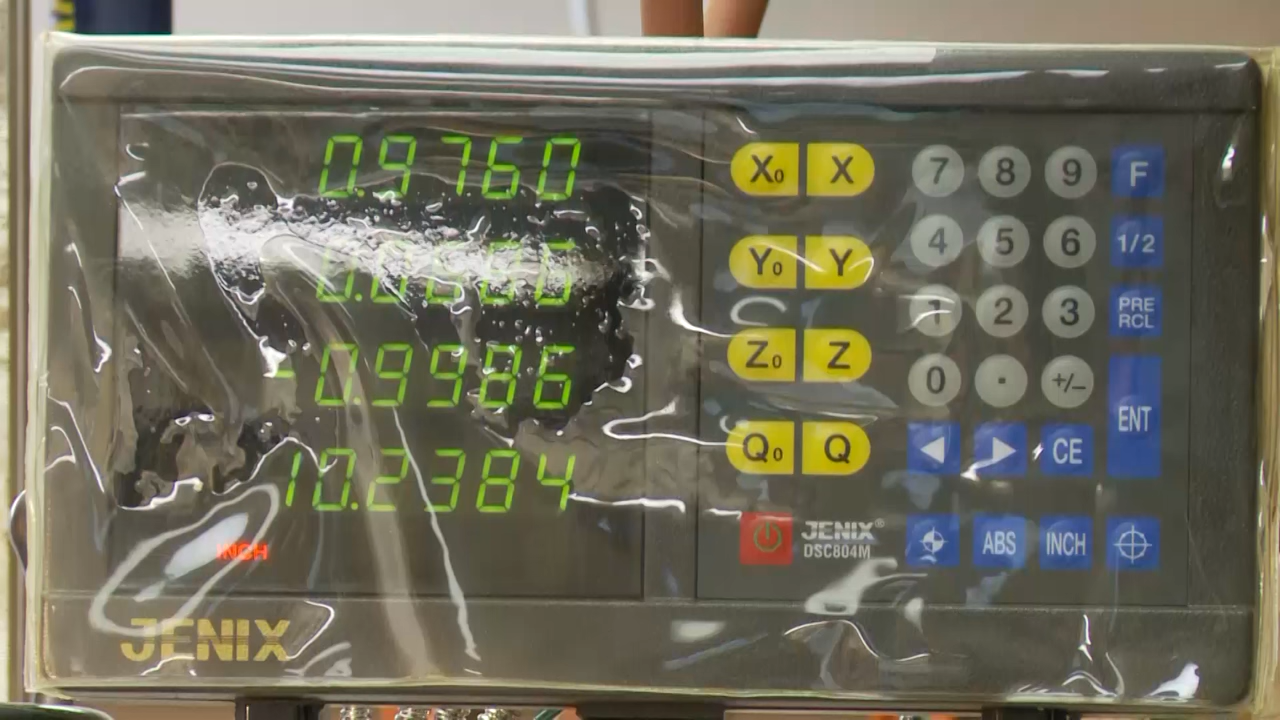 0.9760
-0.9986
10.2384
INCH
JENIX
X0 X
Y0 Y
Z0 Z
Q0 Q
JENIX®
DSC804M
7 8 9 F
4 5 6 1/2
1 2 3 PRE RCL
0 . +/− ENT
CE
ABS INCH